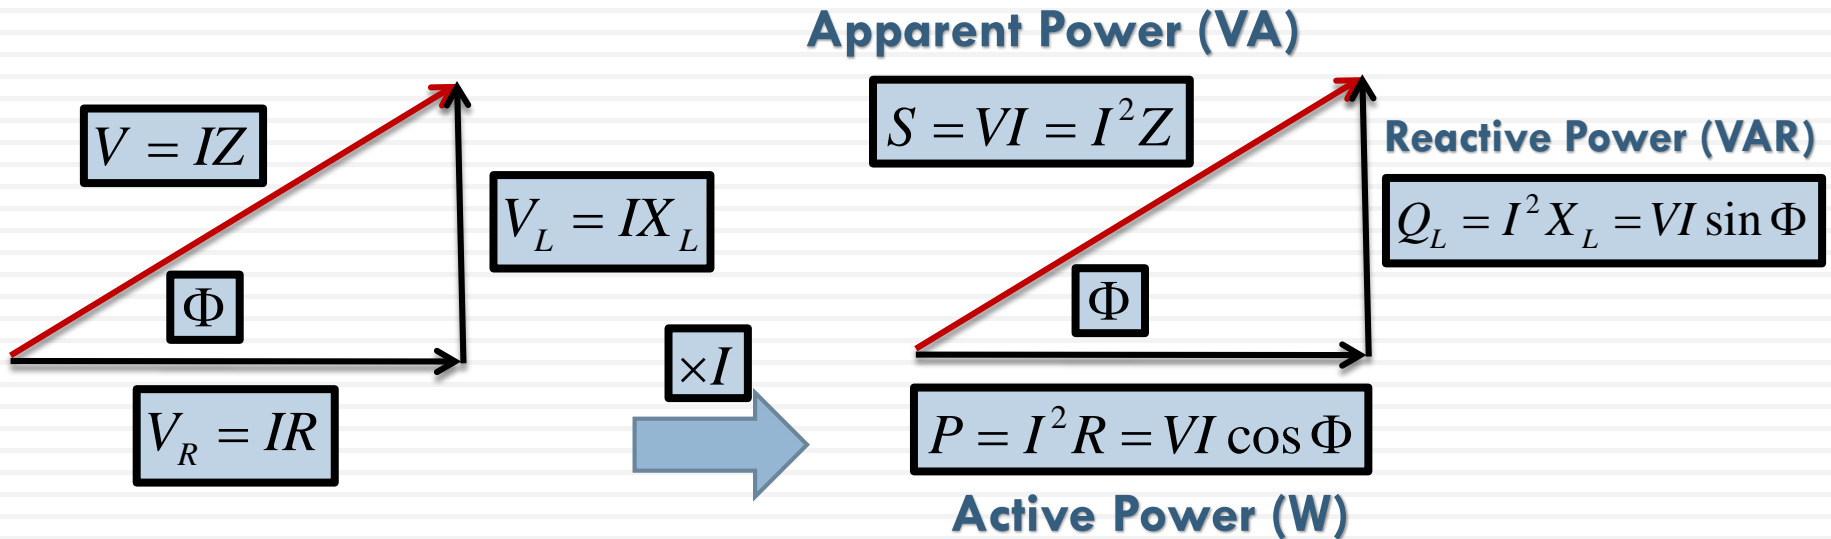 Apparent Power (VA)
V = IZ
S = VI = I²Z
Reactive Power (VAR)
V_L = IX_L
Q_L = I²X_L = VI sin Φ
Φ
Φ
×I
V_R = IR
P = I²R = VI cos Φ
Active Power (W)